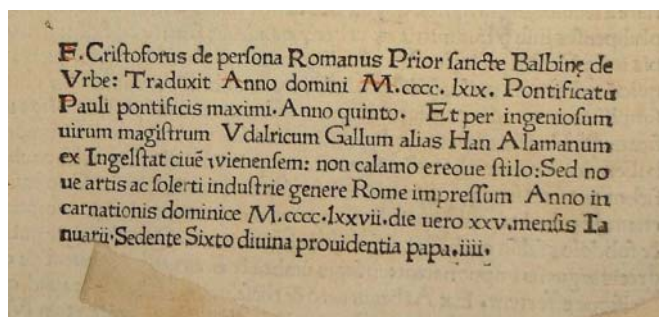 F.Criſtoforus de perſona Romanus Prior ſancte Balbinę de
Vrbe: Traduxit Anno domini M.cccc. lxix. Pontificatu
Pauli pontificis maximi. Anno quinto. Et per ingenioſum
uirum magiſtrum Vdalricum Gallum alias Han Alamanum
ex Ingelſtat ciuē vienenſem: non calamo ereoue ſtilo: Sed no
ue artis ac ſolerti induſtrie genere Rome impreſſum Anno in
carnationis dominice M.cccc.lxxvii.die uero xxv.menſis Ia
nuarii. Sedente Sixto diuina prouidentia papa.iiii.